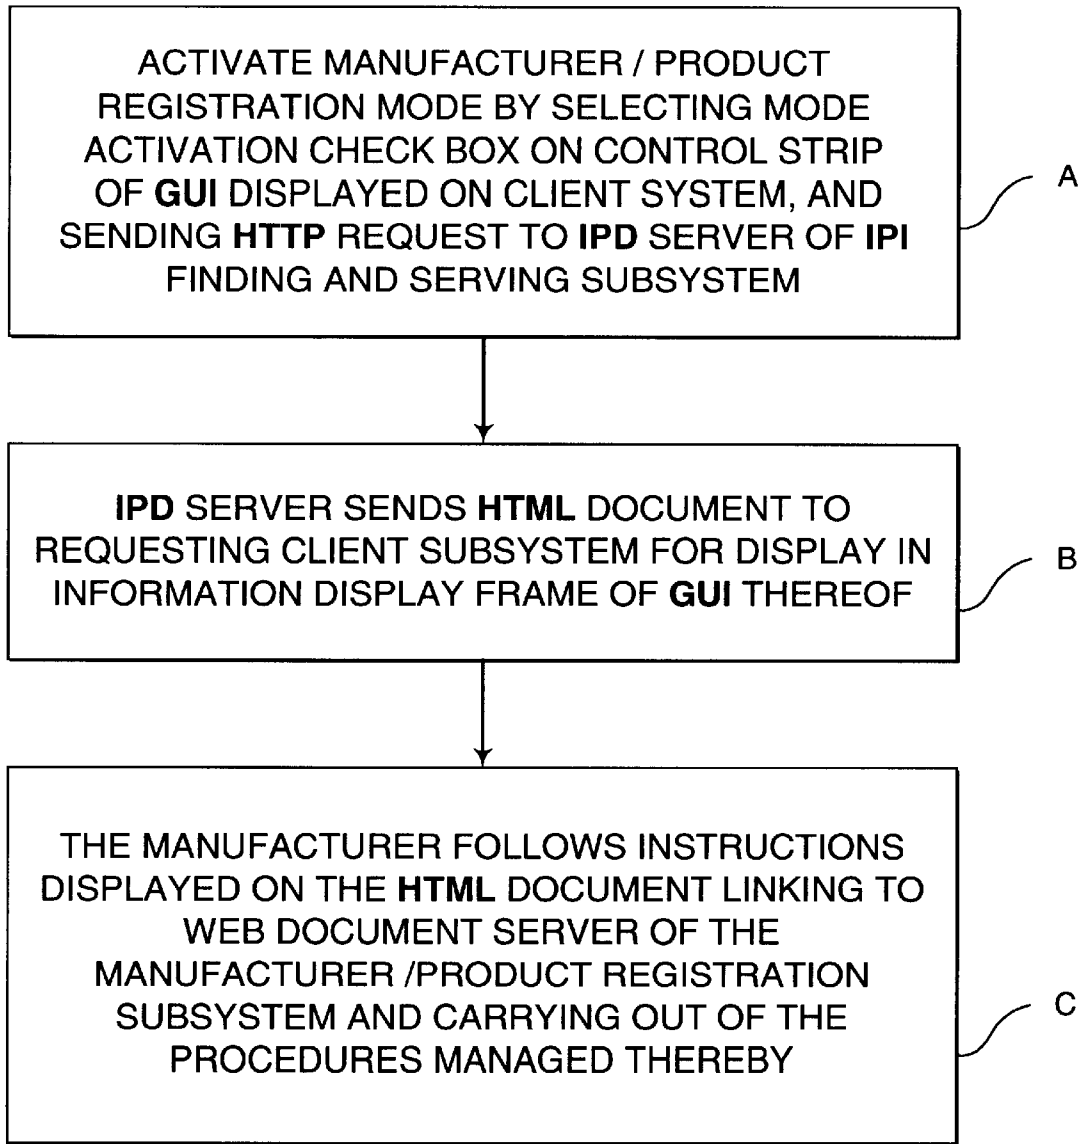 ACTIVATE MANUFACTURER / PRODUCT
REGISTRATION MODE BY SELECTING MODE
ACTIVATION CHECK BOX ON CONTROL STRIP
OF GUI DISPLAYED ON CLIENT SYSTEM, AND
SENDING HTTP REQUEST TO IPD SERVER OF IPI
FINDING AND SERVING SUBSYSTEM
A
IPD SERVER SENDS HTML DOCUMENT TO
REQUESTING CLIENT SUBSYSTEM FOR DISPLAY IN
INFORMATION DISPLAY FRAME OF GUI THEREOF
B
THE MANUFACTURER FOLLOWS INSTRUCTIONS
DISPLAYED ON THE HTML DOCUMENT LINKING TO
WEB DOCUMENT SERVER OF THE
MANUFACTURER /PRODUCT REGISTRATION
SUBSYSTEM AND CARRYING OUT OF THE
PROCEDURES MANAGED THEREBY
C